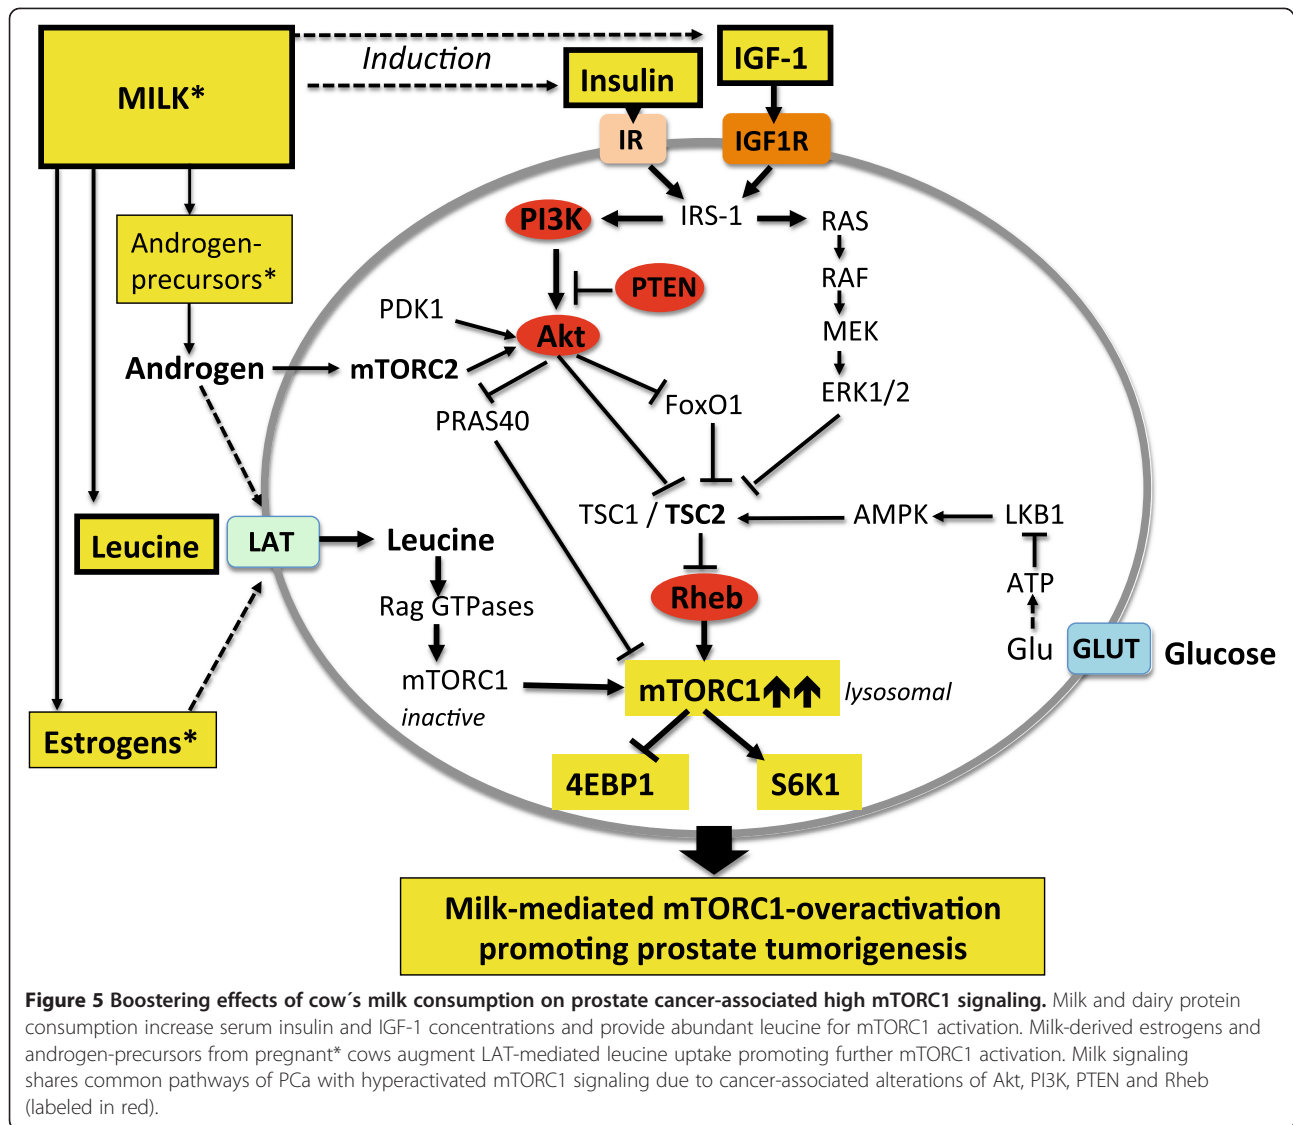 MILK*
Induction
Insulin
IGF-1
IR
IGF1R
Androgen-
precursors*
PI3K
IRS-1
RAS
PTEN
RAF
PDK1
Akt
MEK
Androgen
mTORC2
ERK1/2
PRAS40
FoxO1
TSC1 / TSC2
AMPK
LKB1
Leucine
LAT
Leucine
ATP
Rag GTPases
Rheb
Glu
GLUT
Glucose
mTORC1
inactive
mTORC1
lysosomal
Estrogens*
4EBP1
S6K1
Milk-mediated mTORC1-overactivation
promoting prostate tumorigenesis
Figure 5 Boostering effects of cow´s milk consumption on prostate cancer-associated high mTORC1 signaling. Milk and dairy protein
consumption increase serum insulin and IGF-1 concentrations and provide abundant leucine for mTORC1 activation. Milk-derived estrogens and
androgen-precursors from pregnant* cows augment LAT-mediated leucine uptake promoting further mTORC1 activation. Milk signaling
shares common pathways of PCa with hyperactivated mTORC1 signaling due to cancer-associated alterations of Akt, PI3K, PTEN and Rheb
(labeled in red).